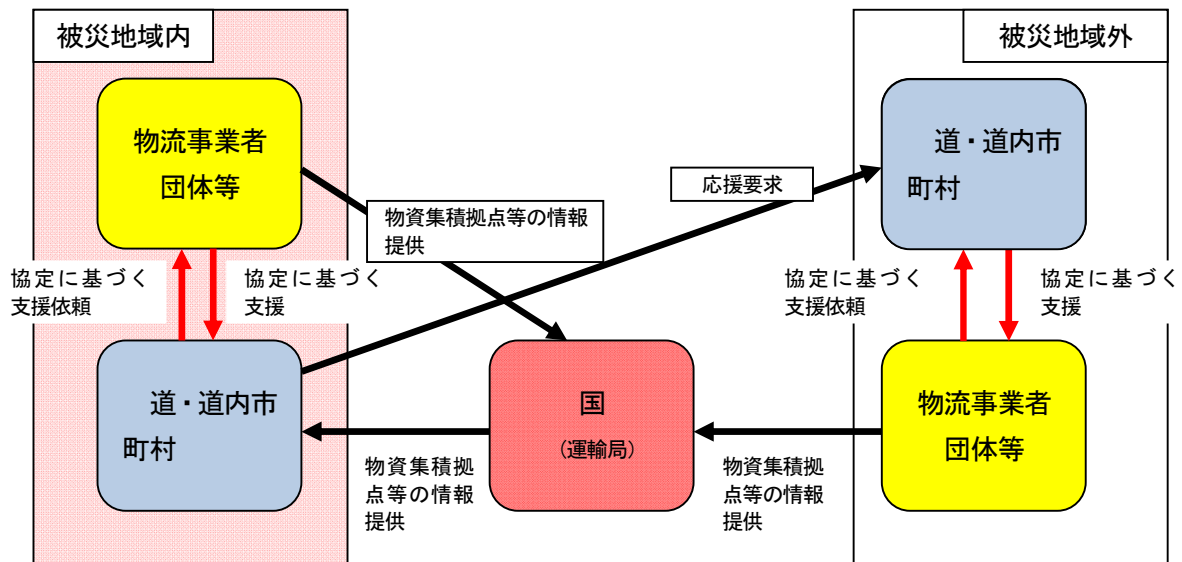 被災地域内
被災地域外
物流事業者
団体等
道・道内市
町村
応援要求
物資集積拠点等の情報
提供
協定に基づく
支援依頼
協定に基づく
支援
協定に基づく
支援依頼
協定に基づく
支援
道・道内市
町村
国
(運輸局)
物流事業者
団体等
物資集積拠
点等の情報
提供
物資集積拠
点等の情報
提供